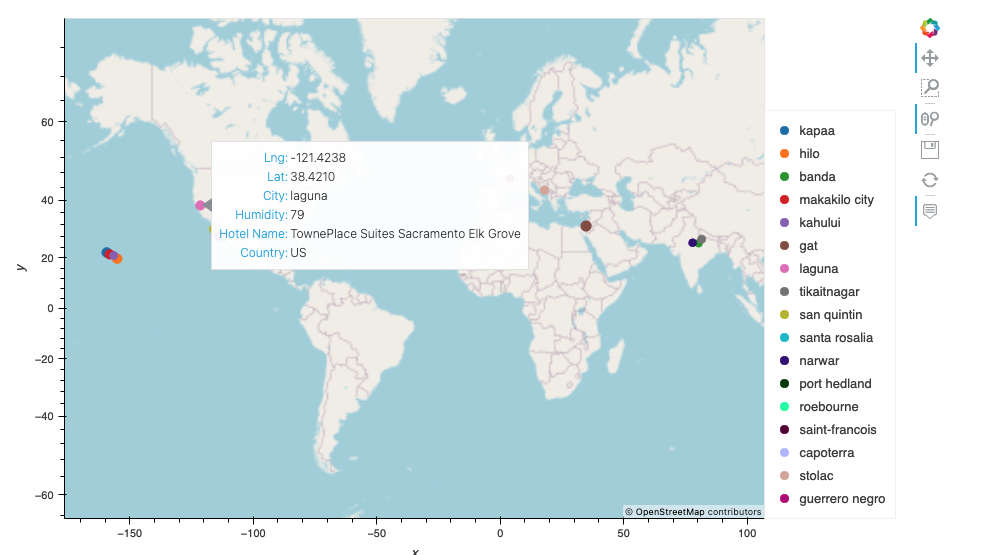 60
40
20
0
−20
−40
−60
y
−150
−100
−50
0
50
100
x
Lng: -121.4238
Lat: 38.4210
City: laguna
Humidity: 79
Hotel Name: TownePlace Suites Sacramento Elk Grove
Country: US
© OpenStreetMap contributors
kapaa
hilo
banda
makakilo city
kahului
gat
laguna
tikaitnagar
san quintin
santa rosalia
narwar
port hedland
roebourne
saint-francois
capoterra
stolac
guerrero negro